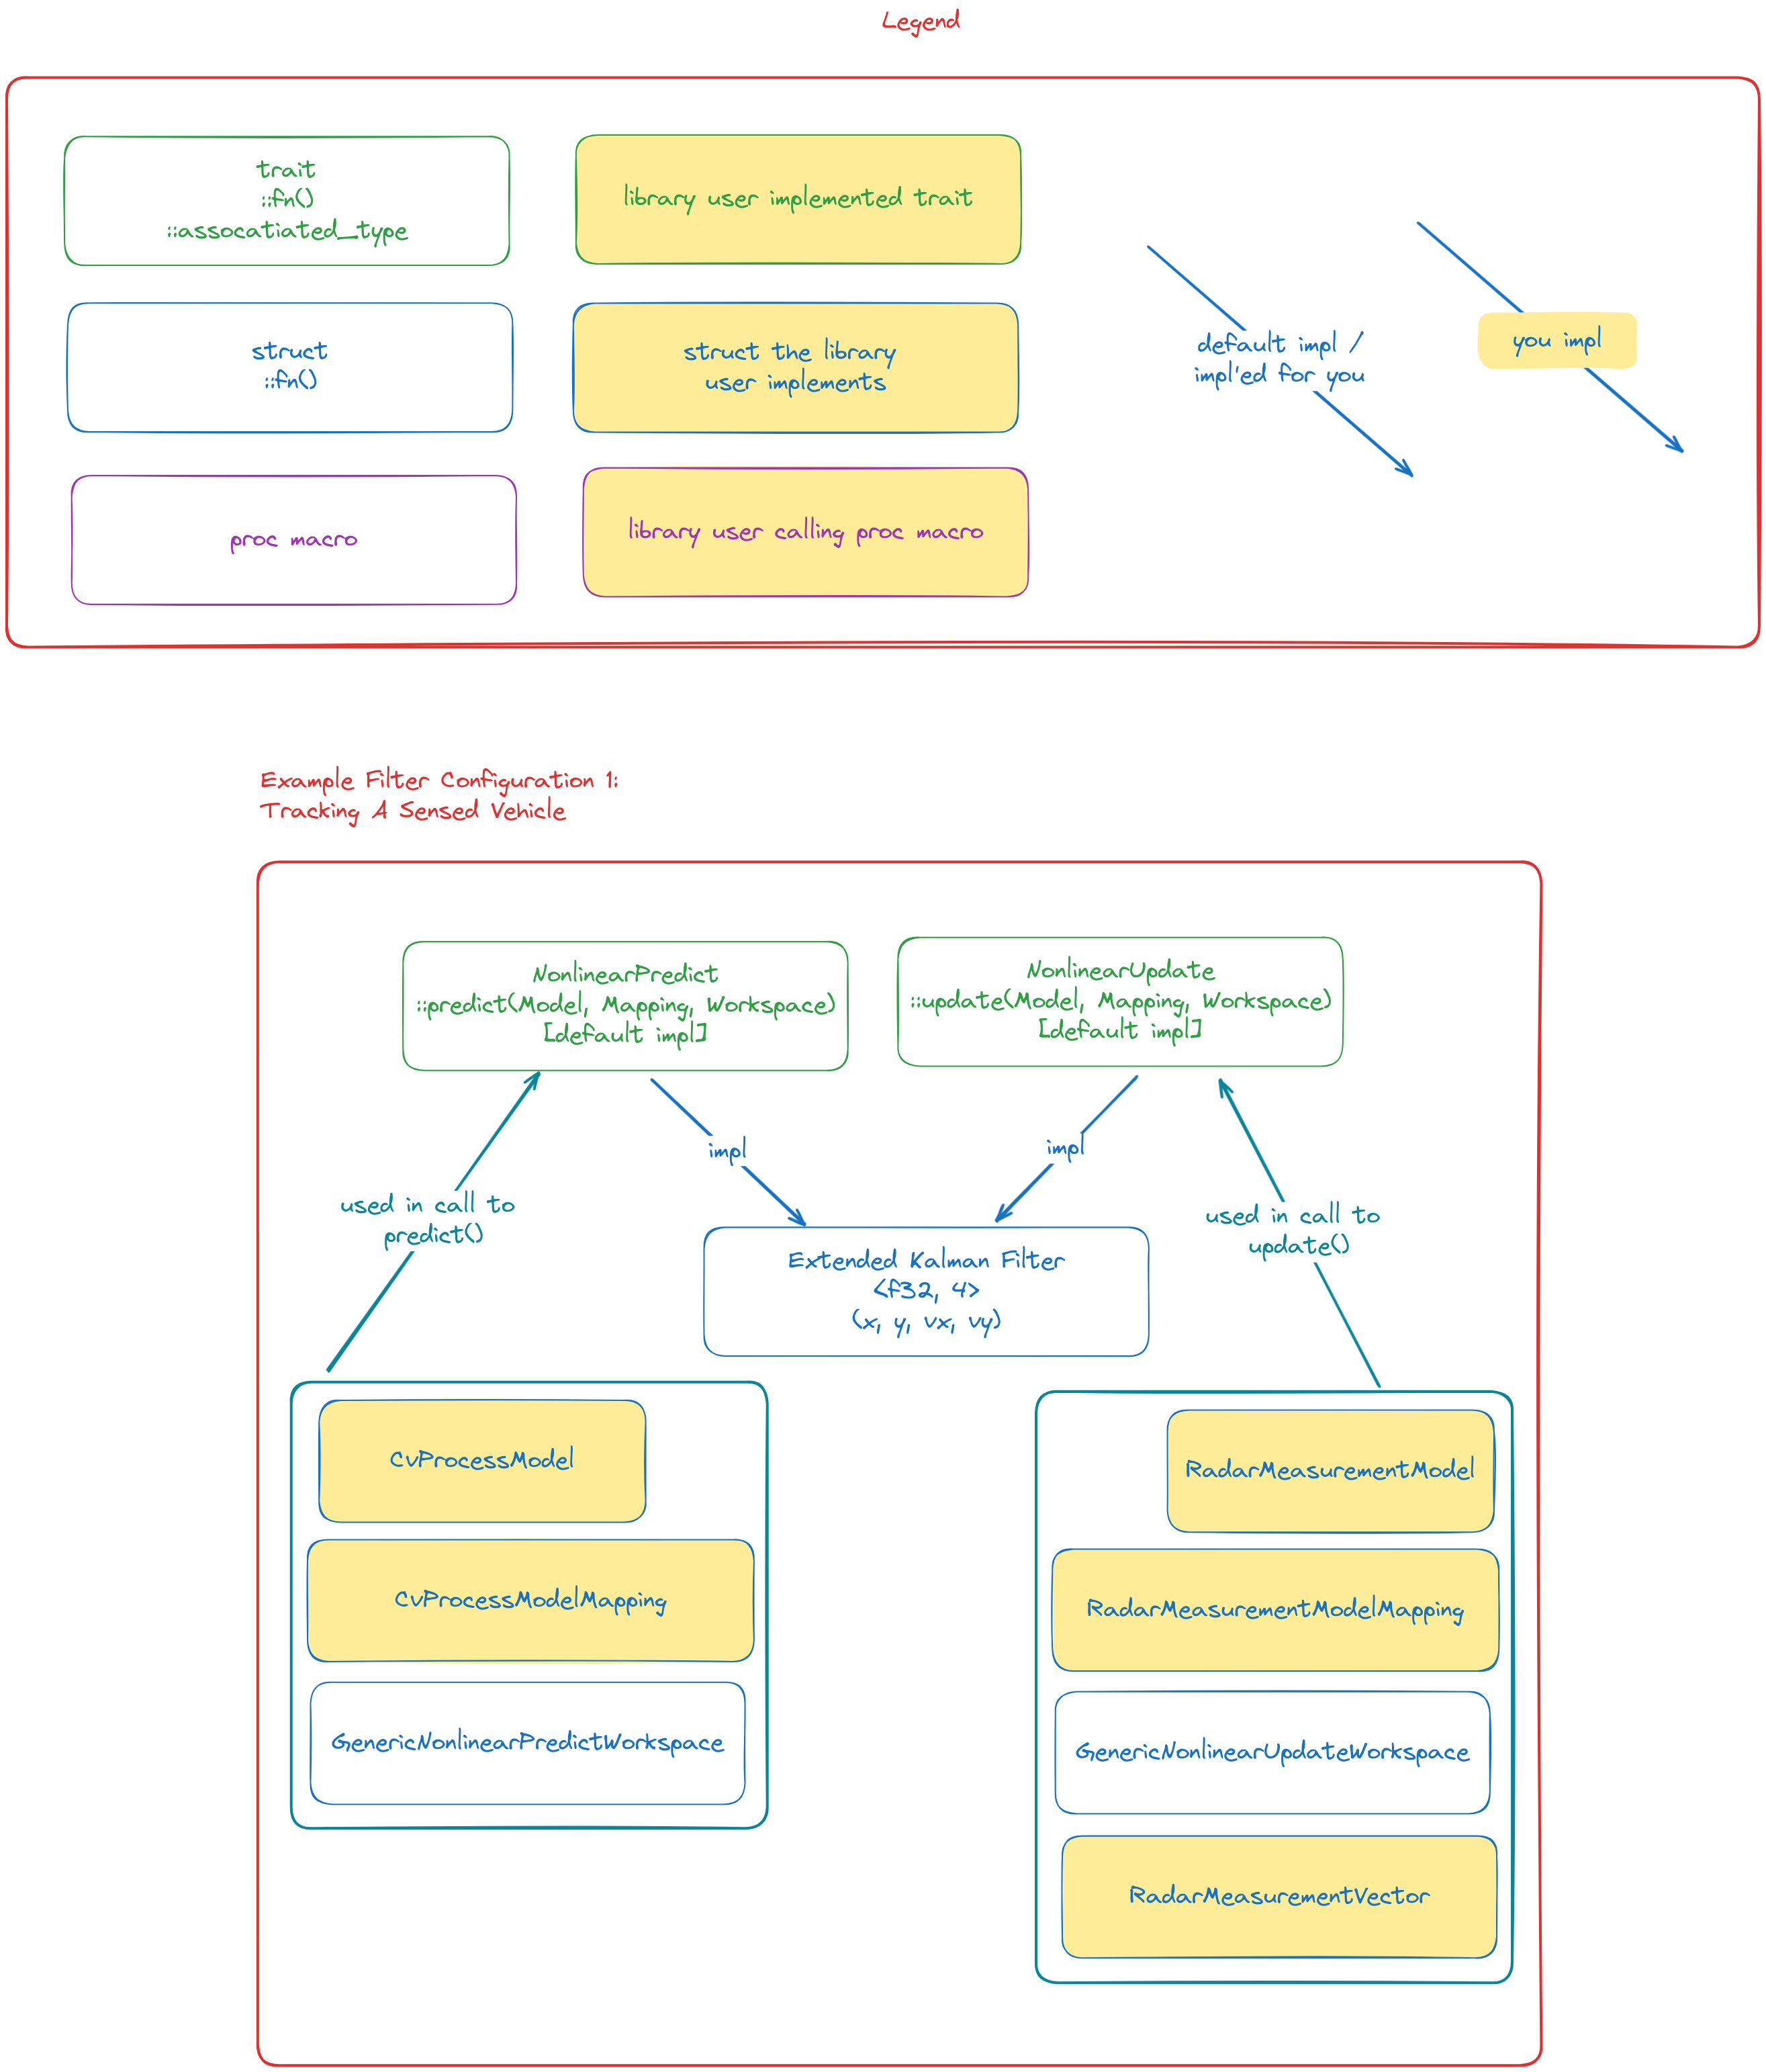 Legend
trait
::fn()
::assocatiated_type
library user implemented trait
struct
::fn()
struct the library
user implements
default impl /
impl'ed for you
you impl
proc macro
library user calling proc macro
Example Filter Configuration 1:
Tracking A Sensed Vehicle
NonlinearPredict
::predict(Model, Mapping, Workspace)
[default impl]
NonlinearUpdate
::update(Model, Mapping, Workspace)
[default impl]
impl
impl
used in call to
predict()
used in call to
update()
Extended Kalman Filter
<f32, 4>
(x, y, vx, vy)
CvProcessModel
CvProcessModelMapping
GenericNonlinearPredictWorkspace
RadarMeasurementModel
RadarMeasurementModelMapping
GenericNonlinearUpdateWorkspace
RadarMeasurementVector